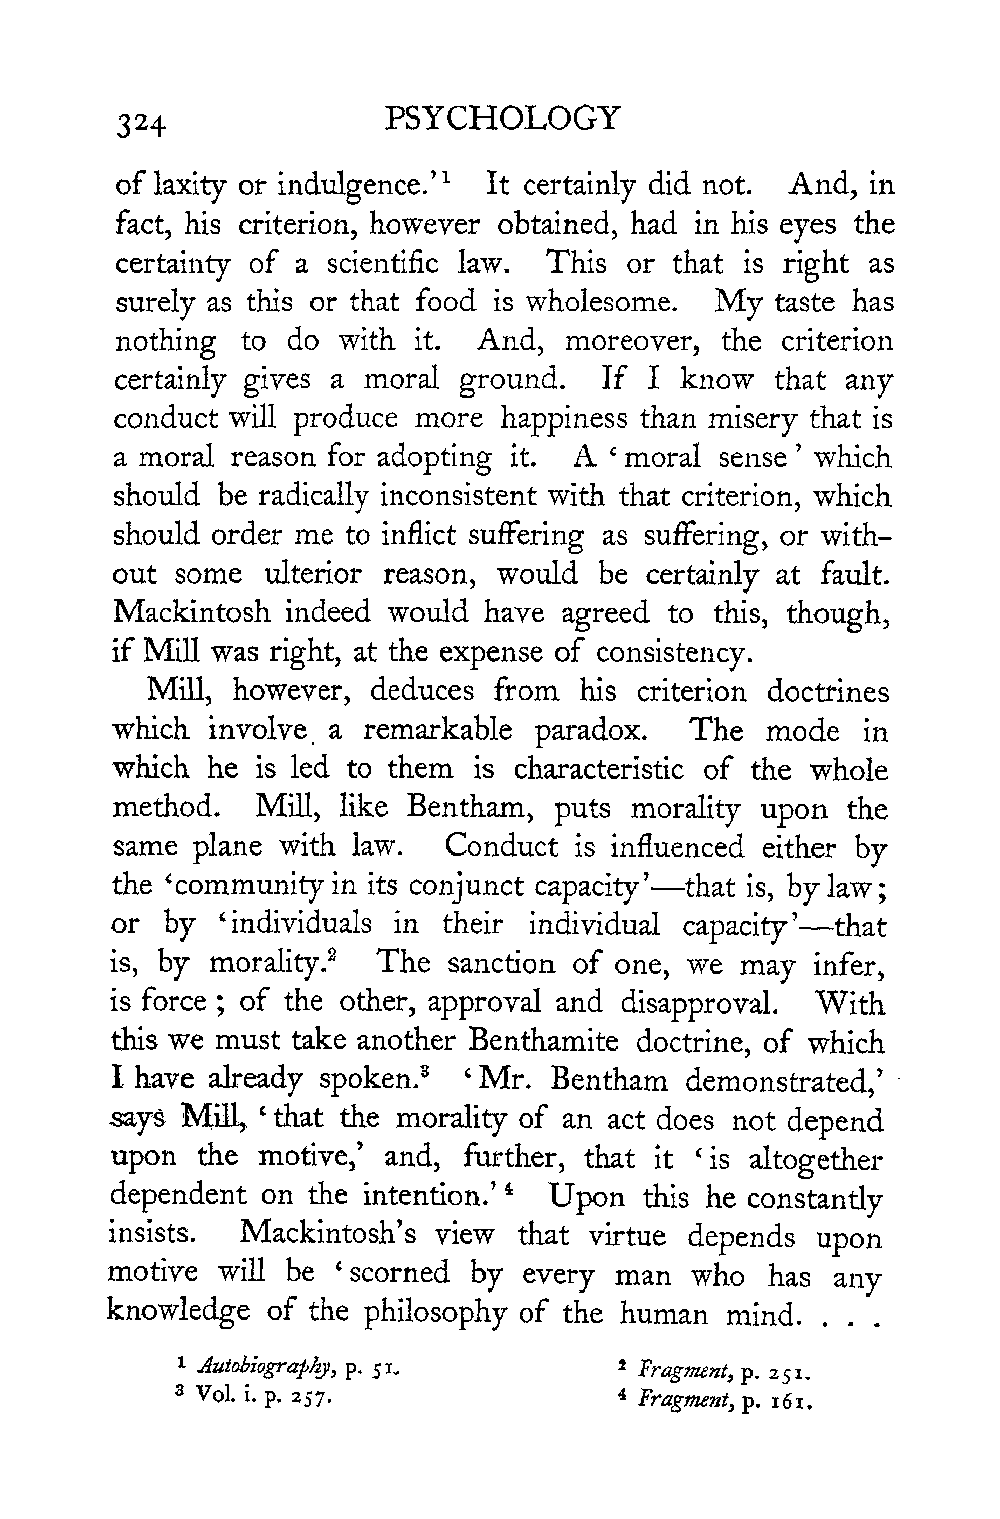 324 PSYCHOLOGY
of laxity or indulgence.’¹ It certainly did not. And, in
fact, his criterion, however obtained, had in his eyes the
certainty of a scientific law. This or that is right as
surely as this or that food is wholesome. My taste has
nothing to do with it. And, moreover, the criterion
certainly gives a moral ground. If I know that any
conduct will produce more happiness than misery that is
a moral reason for adopting it. A ‘moral sense’ which
should be radically inconsistent with that criterion, which
should order me to inflict suffering as suffering, or with-
out some ulterior reason, would be certainly at fault.
Mackintosh indeed would have agreed to this, though,
if Mill was right, at the expense of consistency.
Mill, however, deduces from his criterion doctrines
which involve a remarkable paradox. The mode in
which he is led to them is characteristic of the whole
method. Mill, like Bentham, puts morality upon the
same plane with law. Conduct is influenced either by
the ‘community in its conjunct capacity’—that is, by law;
or by ‘individuals in their individual capacity’—that
is, by morality.² The sanction of one, we may infer,
is force; of the other, approval and disapproval. With
this we must take another Benthamite doctrine, of which
I have already spoken.³ ‘Mr. Bentham demonstrated,’
says Mill, ‘that the morality of an act does not depend
upon the motive,’ and, further, that it ‘is altogether
dependent on the intention.’⁴ Upon this he constantly
insists. Mackintosh’s view that virtue depends upon
motive will be ‘scorned by every man who has any
knowledge of the philosophy of the human mind. . . .
¹ Autobiography, p. 51. ² Fragment, p. 251.
³ Vol. i. p. 257. ⁴ Fragment, p. 161.